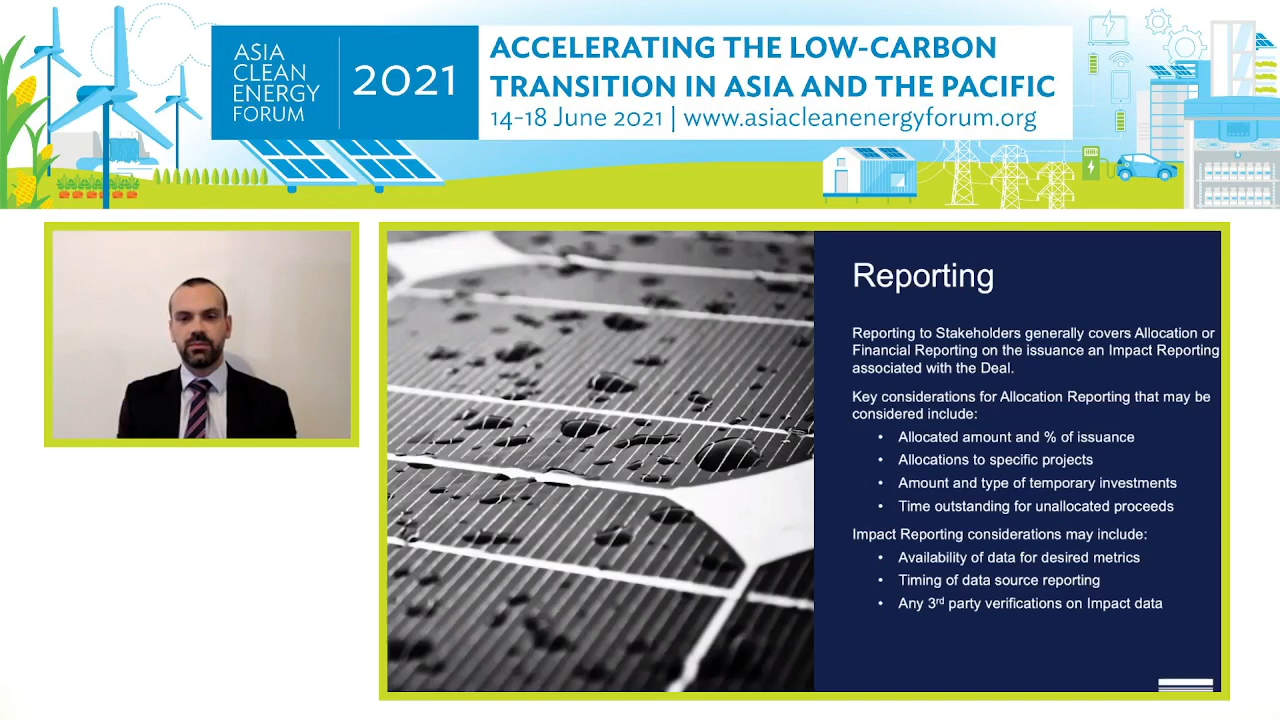 ASIA
CLEAN
ENERGY
FORUM
2021
ACCELERATING THE LOW-CARBON
TRANSITION IN ASIA AND THE PACIFIC
14-18 June 2021 | www.asiacleanenergyforum.org
Reporting
Reporting to Stakeholders generally covers Allocation or
Financial Reporting on the issuance an Impact Reporting
associated with the Deal.
Key considerations for Allocation Reporting that may be
considered include:
• Allocated amount and % of issuance
• Allocations to specific projects
• Amount and type of temporary investments
• Time outstanding for unallocated proceeds
Impact Reporting considerations may include:
• Availability of data for desired metrics
• Timing of data source reporting
• Any 3rd party verifications on Impact data